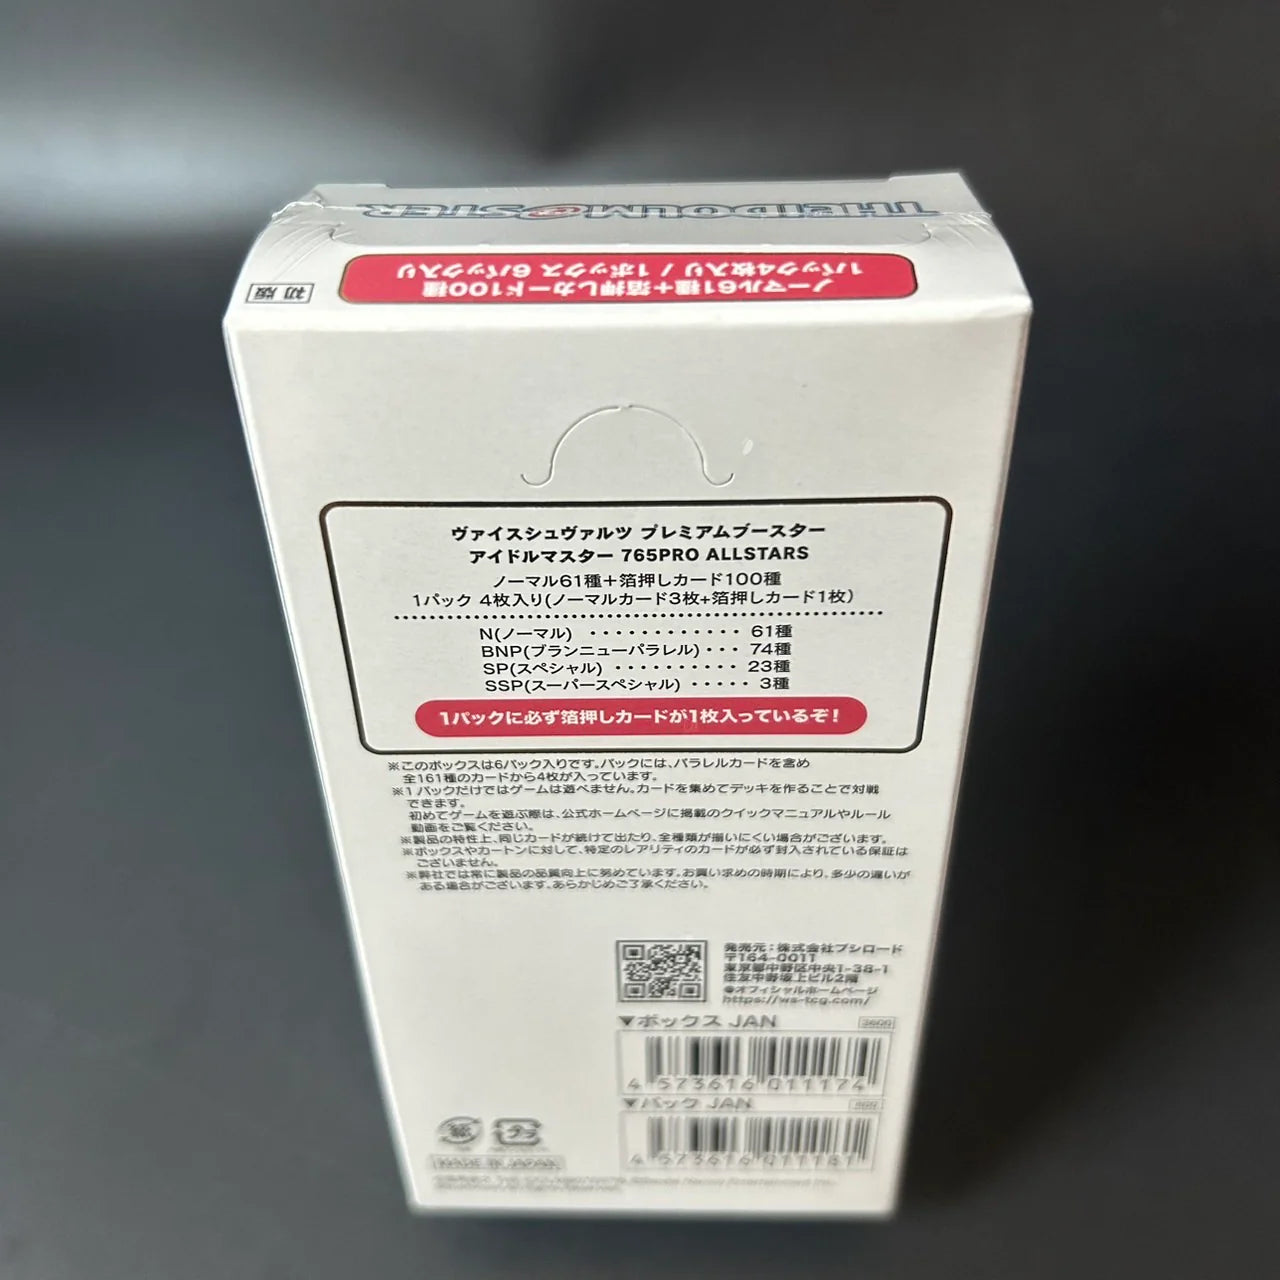 THE IDOLM@STER
ノーマル61種＋箔押しカード100種
1パック4枚入り / 1ボックス 6パック入り
初版
ヴァイスシュヴァルツ プレミアムブースター
アイドルマスター 765PRO ALLSTARS
ノーマル61種＋箔押しカード100種
1パック 4枚入り(ノーマルカード3枚+箔押しカード1枚)
N(ノーマル) ････････････ 61種
BNP(ブランニューパラレル)･･･ 74種
SP(スペシャル) ･･････････ 23種
SSP(スーパースペシャル) ･････ 3種
1パックに必ず箔押しカードが1枚入っているぞ！
※このボックスは6パック入りです。パックには、パラレルカードを含め
全161種のカードから4枚が入っています。
※1パックだけではゲームは遊べません。カードを集めてデッキを作ることで対戦
できます。
初めてゲームを遊ぶ際は、公式ホームページに掲載のクイックマニュアルやルール
動画をご覧ください。
※製品の特性上、同じカードが続けて出たり、全種類が揃いにくい場合がございます。
※ボックスやカートンに対して、特定のレアリティのカードが必ず封入されている保証は
ございません。
※弊社では常に製品の品質向上に努めています。お買い求めの時期により、多少の違いが
ある場合がございます。あらかじめご了承ください。
発売元：株式会社ブシロード
〒164-0011
東京都中野区中央1-38-1
住友中野坂上ビル2階
●オフィシャルホームページ
https://ws-tcg.com/
▼ボックス JAN
3600
4 573616 011174
▼パック JAN
600
4 573616 011181
紙
プラ
MADE IN JAPAN